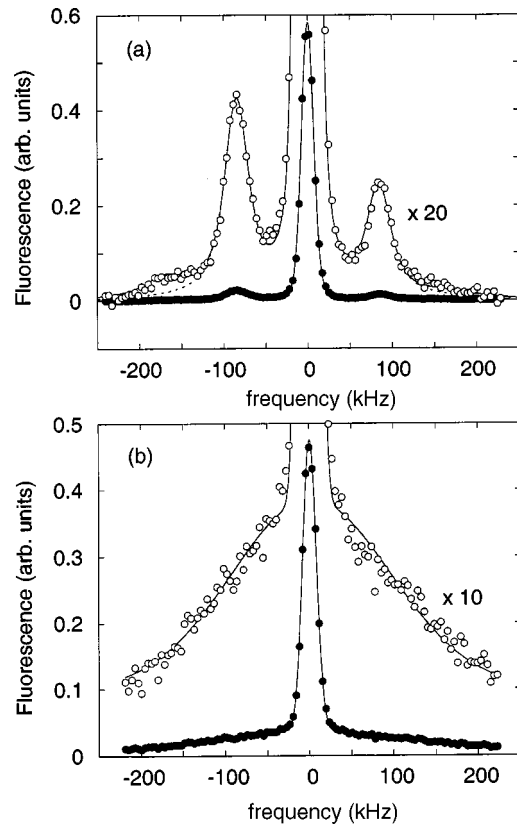 (a)
0.6
0.4
0.2
0
Fluorescence (arb. units)
x 20
-200 -100 0 100 200
frequency (kHz)
(b)
0.5
0.4
0.3
0.2
0.1
0
Fluorescence (arb. units)
x 10
-200 -100 0 100 200
frequency (kHz)